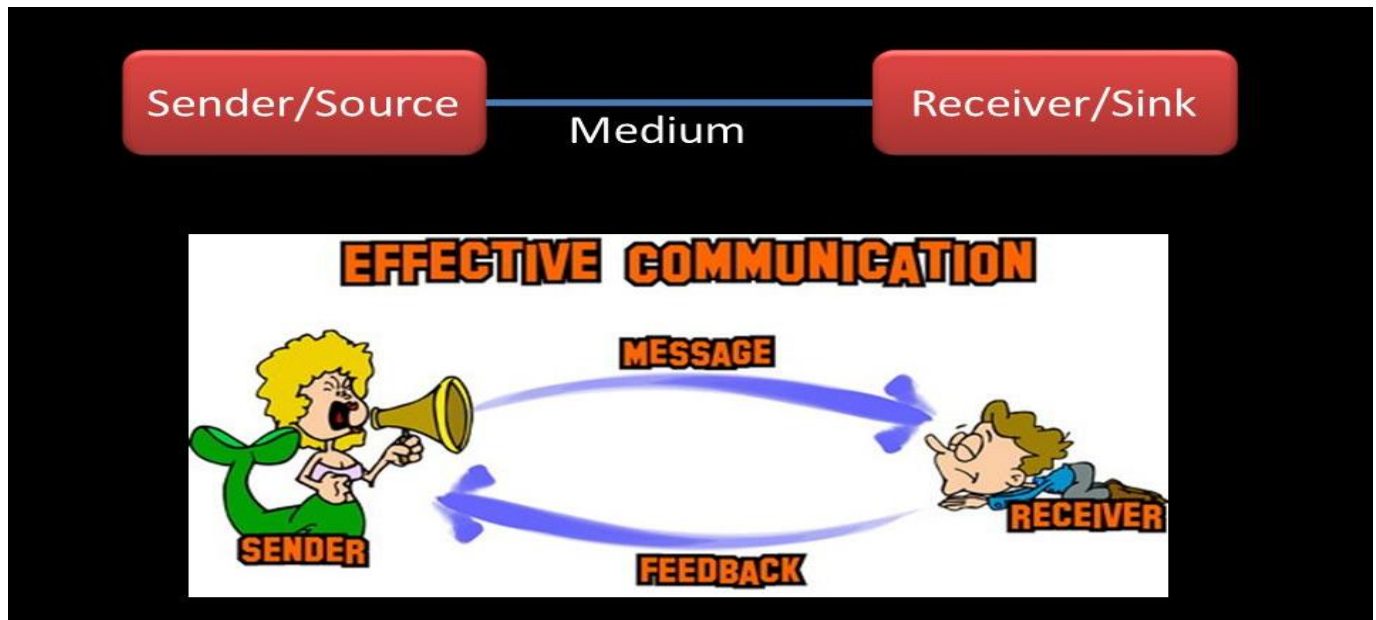 Sender/Source
Medium
Receiver/Sink
EFFECTIVE COMMUNICATION
MESSAGE
SENDER
RECEIVER
FEEDBACK